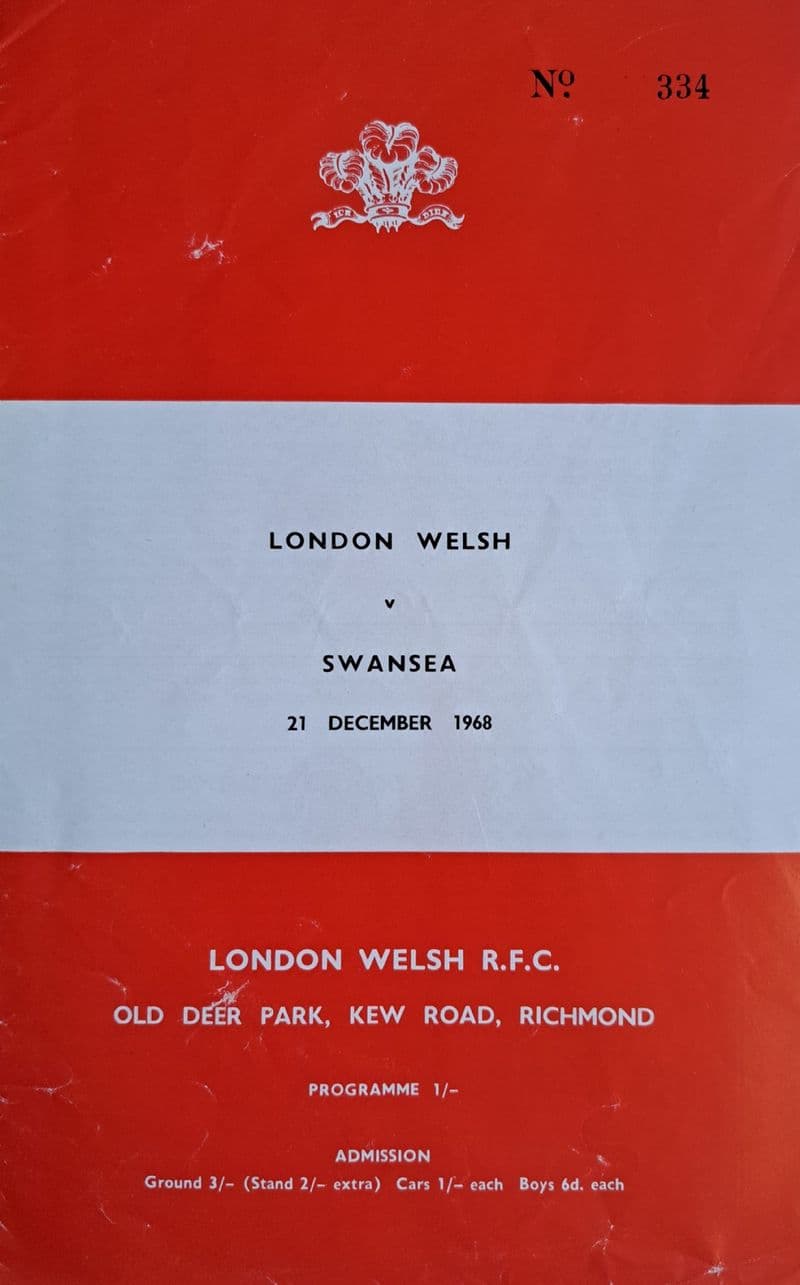 Nº. 334
ICH DIEN
LONDON WELSH
v
SWANSEA
21 DECEMBER 1968
LONDON WELSH R.F.C.
OLD DEER PARK, KEW ROAD, RICHMOND
PROGRAMME 1/-
ADMISSION
Ground 3/- (Stand 2/- extra) Cars 1/- each Boys 6d. each